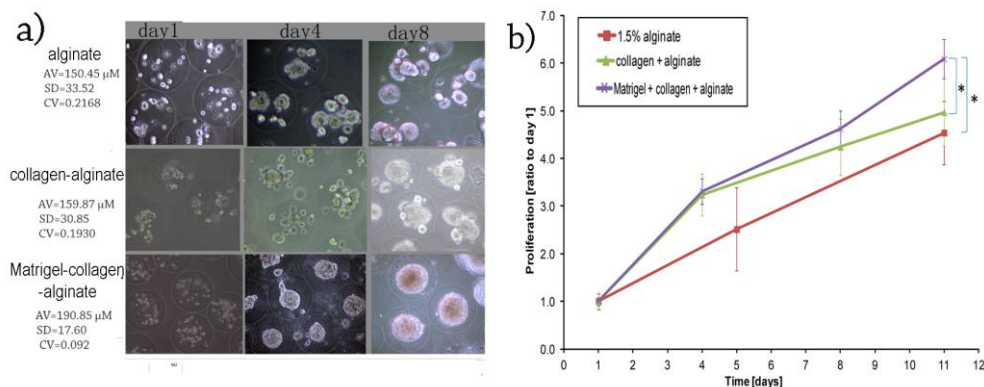 a)
day1
day4
day8
alginate
AV=150.45 µM
SD=33.52
CV=0.2168
collagen-alginate
AV=159.87 µM
SD=30.85
CV=0.1930
Matrigel-collagen
-alginate
AV=190.85 µM
SD=17.60
CV=0.092
b)
7.0
6.0
5.0
4.0
3.0
2.0
1.0
0.0
Proliferation [ratio to day 1]
1.5% alginate
collagen + alginate
Matrigel + collagen + alginate
*
*
0 1 2 3 4 5 6 7 8 9 10 11 12
Time [days]